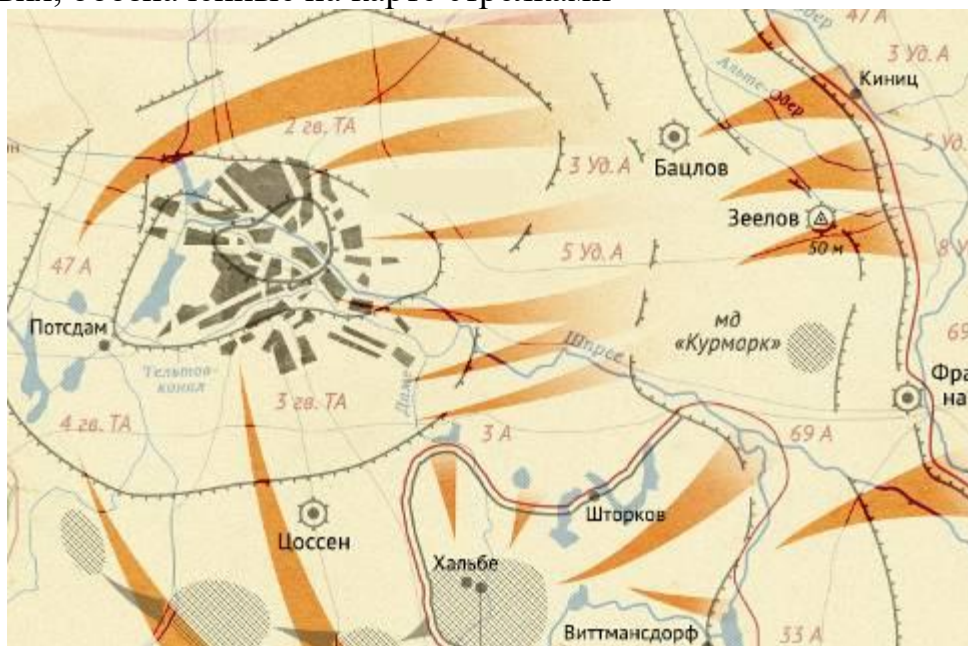 47 А
3 Уд. А
Киниц
Альте-Одер
2 гв. ТА
5 Уд.
3 Уд. А
Бацлов
Зеелов
50 м
5 Уд. А
8 У
47 А
Потсдам
мд
«Курмарк»
Шпрее
69
Тельтов-
канал
Даме
Фра
на
3 гв. ТА
4 гв. ТА
3 А
69 А
Шторков
Цоссен
Хальбе
Виттмансдорф
33 А